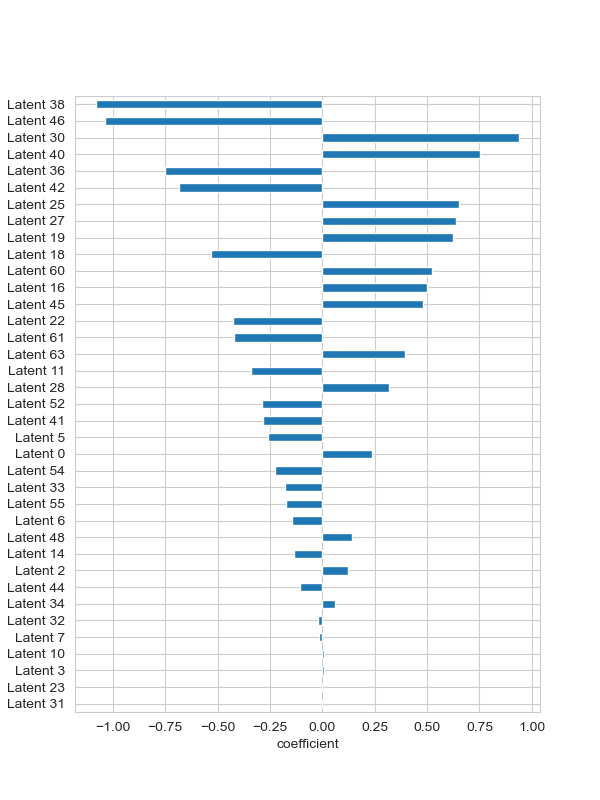 Latent 38
Latent 46
Latent 30
Latent 40
Latent 36
Latent 42
Latent 25
Latent 27
Latent 19
Latent 18
Latent 60
Latent 16
Latent 45
Latent 22
Latent 61
Latent 63
Latent 11
Latent 28
Latent 52
Latent 41
Latent 5
Latent 0
Latent 54
Latent 33
Latent 55
Latent 6
Latent 48
Latent 14
Latent 2
Latent 44
Latent 34
Latent 32
Latent 7
Latent 10
Latent 3
Latent 23
Latent 31
−1.00 −0.75 −0.50 −0.25 0.00 0.25 0.50 0.75 1.00
coefficient